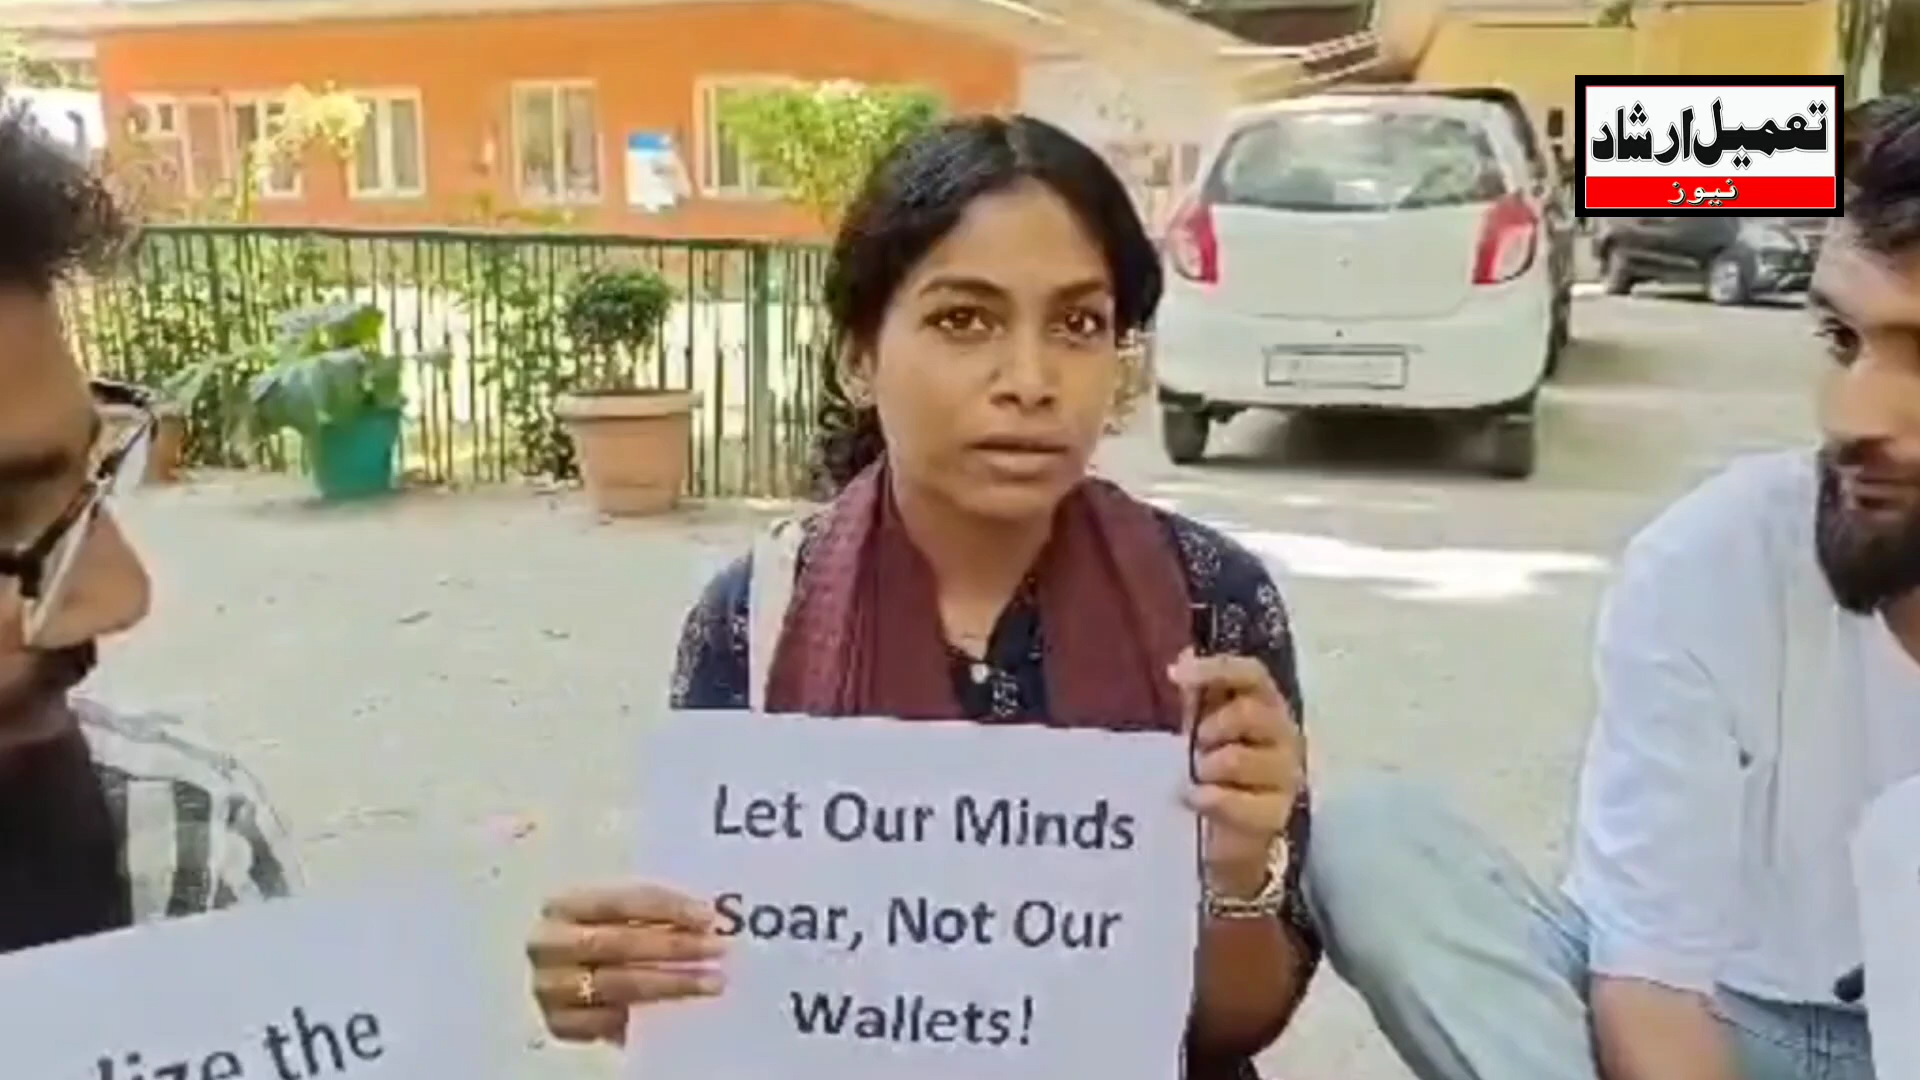 تعمیل ارشاد
نیوز
Let Our Minds
Soar, Not Our
Wallets!
the